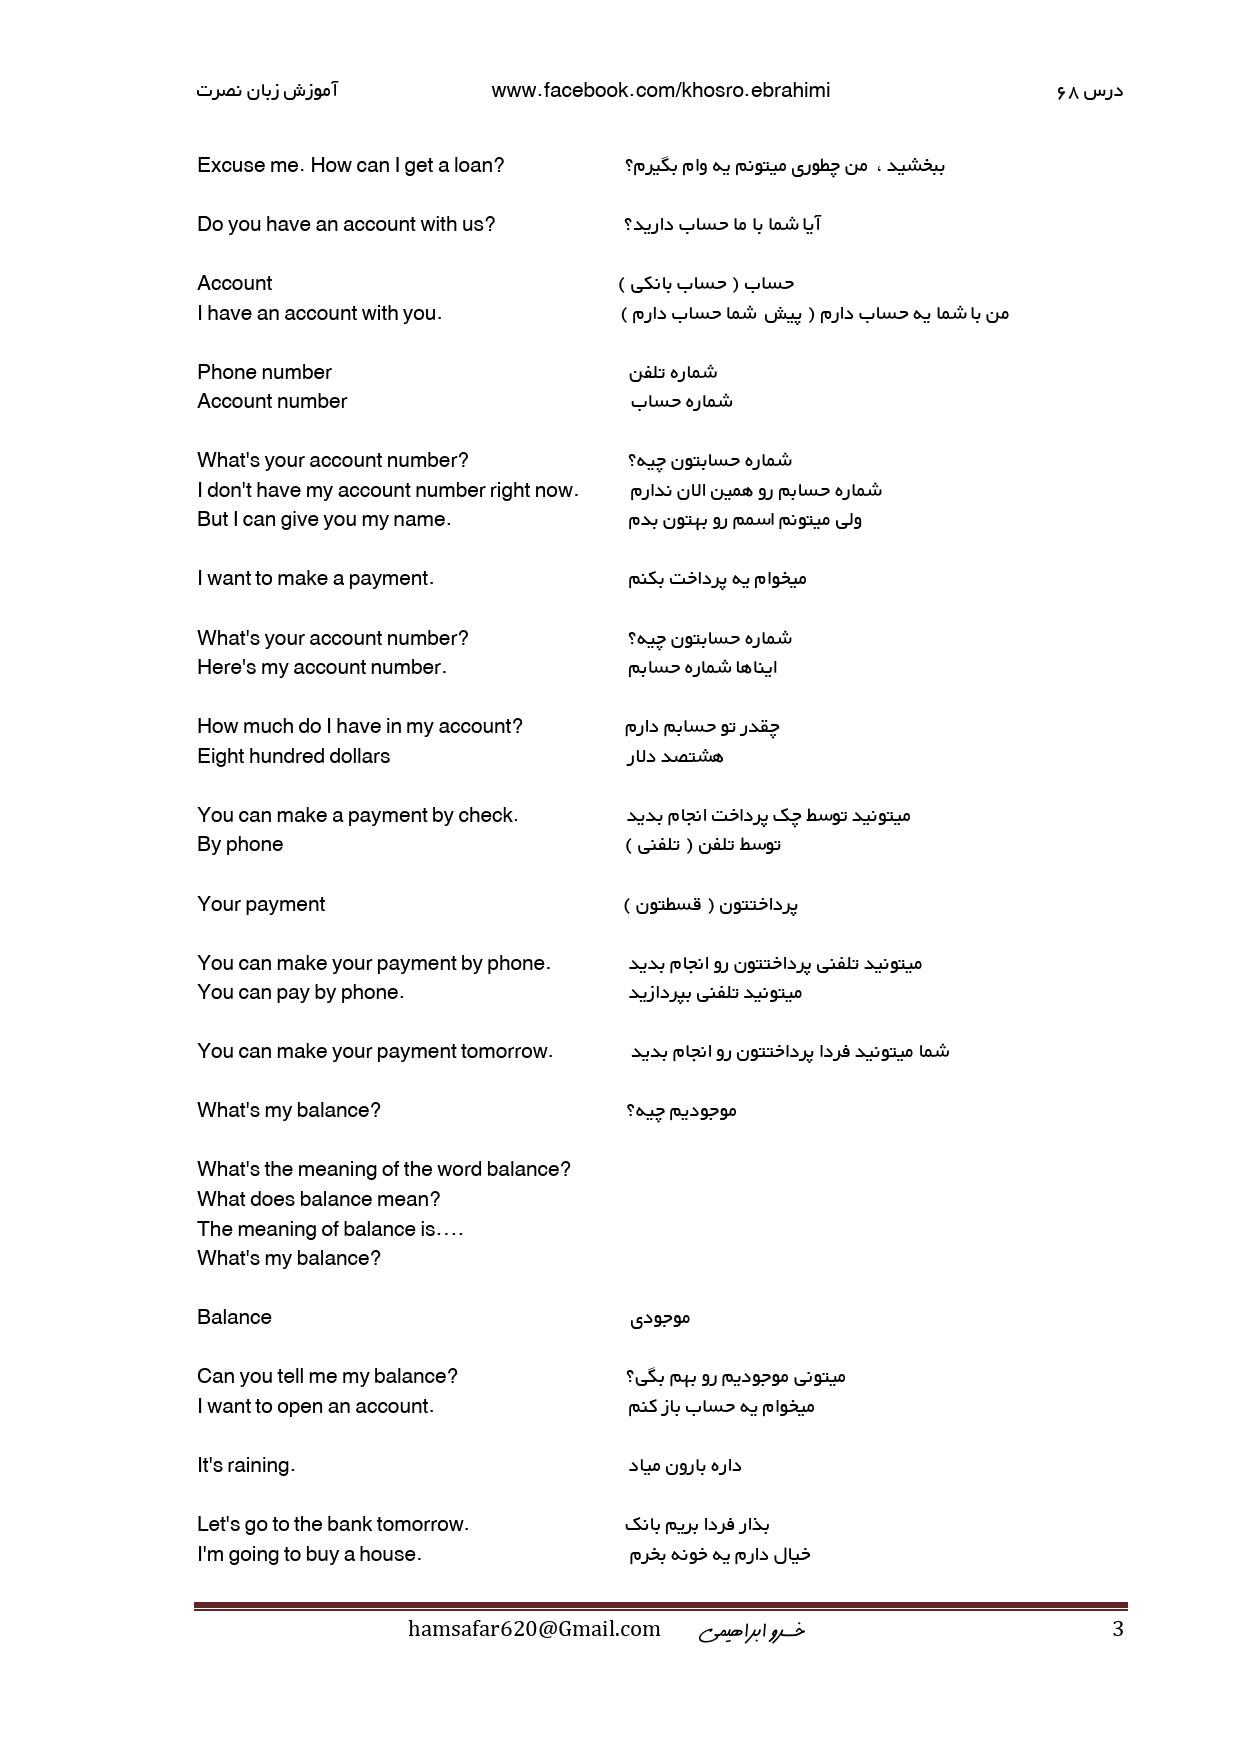 آموزش زبان نصرت www.facebook.com/khosro.ebrahimi درس ۶۸
Excuse me. How can I get a loan? ببخشید ، من چطوری میتونم یه وام بگیرم؟
Do you have an account with us? آیا شما با ما حساب دارید؟
Account حساب ( حساب بانکی )
I have an account with you. من با شما یه حساب دارم ( پیش شما حساب دارم )
Phone number شماره تلفن
Account number شماره حساب
What's your account number? شماره حسابتون چیه؟
I don't have my account number right now. شماره حسابم رو همین الان ندارم
But I can give you my name. ولی میتونم اسمم رو بهتون بدم
I want to make a payment. میخوام یه پرداخت بکنم
What's your account number? شماره حسابتون چیه؟
Here's my account number. ایناها شماره حسابم
How much do I have in my account? چقدر تو حسابم دارم
Eight hundred dollars هشتصد دلار
You can make a payment by check. میتونید توسط چک پرداخت انجام بدید
By phone توسط تلفن ( تلفنی )
Your payment پرداختتون ( قسطتون )
You can make your payment by phone. میتونید تلفنی پرداختتون رو انجام بدید
You can pay by phone. میتونید تلفنی بپردازید
You can make your payment tomorrow. شما میتونید فردا پرداختتون رو انجام بدید
What's my balance? موجودیم چیه؟
What's the meaning of the word balance?
What does balance mean?
The meaning of balance is....
What's my balance?
Balance موجودی
Can you tell me my balance? میتونی موجودیم رو بهم بگی؟
I want to open an account. میخوام یه حساب باز کنم
It's raining. داره بارون میاد
Let's go to the bank tomorrow. بذار فردا بریم بانک
I'm going to buy a house. خیال دارم یه خونه بخرم
hamsafar620@Gmail.com خسرو ابراهیمی 3